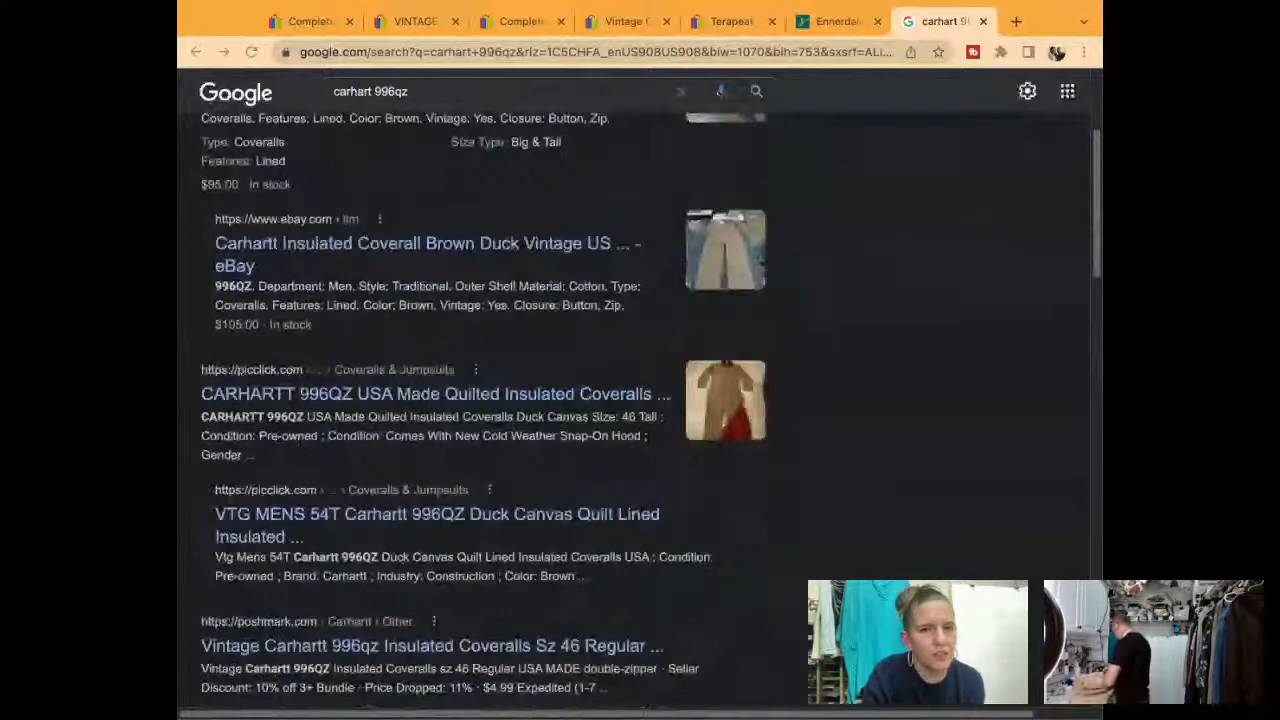 Complet
VINTAGE
Complet
Vintage C
Terapeak
Ennerdal
carhart 99
google.com/search?q=carhart+996qz&rlz=1C5CHFA_enUS908US908&biw=1070&bih=753&sxsrf=ALi...
Google
carhart 996qz
Coveralls. Features: Lined. Color: Brown. Vintage: Yes. Closure: Button, Zip.
Type: Coveralls Size Type: Big & Tall
Features: Lined
$95.00 · In stock
https://www.ebay.com › itm
Carhartt Insulated Coverall Brown Duck Vintage US ... -
eBay
996QZ. Department: Men. Style: Traditional. Outer Shell Material: Cotton. Type:
Coveralls. Features: Lined. Color: Brown. Vintage: Yes. Closure: Button, Zip.
$105.00 · In stock
https://picclick.com › ... › Coveralls & Jumpsuits
CARHARTT 996QZ USA Made Quilted Insulated Coveralls ...
CARHARTT 996QZ USA Made Quilted Insulated Coveralls Duck Canvas Size: 46 Tall ;
Condition: Pre-owned ; Condition. Comes With New Cold Weather Snap-On Hood ;
Gender ...
https://picclick.com › ... › Coveralls & Jumpsuits
VTG MENS 54T Carhartt 996QZ Duck Canvas Quilt Lined
Insulated ...
Vtg Mens 54T Carhartt 996QZ Duck Canvas Quilt Lined Insulated Coveralls USA ; Condition:
Pre-owned ; Brand. Carhartt ; Industry. Construction ; Color: Brown ...
https://poshmark.com › Carhartt › Other
Vintage Carhartt 996qz Insulated Coveralls Sz 46 Regular ...
Vintage Carhartt 996QZ Insulated Coveralls sz 46 Regular USA MADE double-zipper · Seller
Discount: 10% off 3+ Bundle · Price Dropped: 11% · $4.99 Expedited (1-7 ...